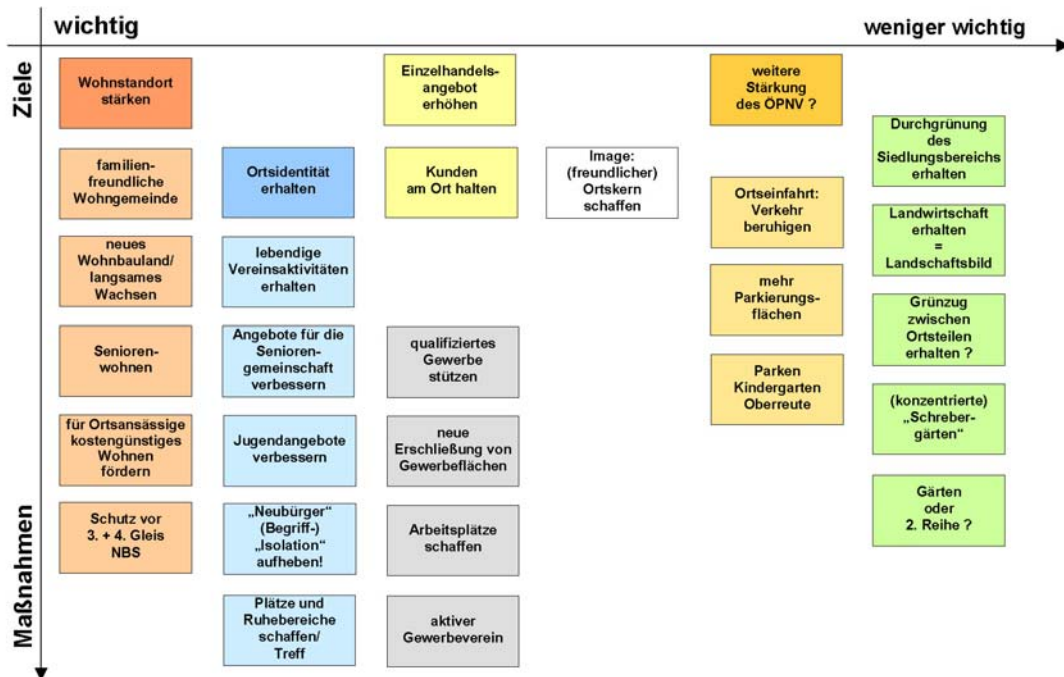 wichtig
weniger wichtig
Ziele
Maßnahmen
Wohnstandort
stärken
familien-
freundliche
Wohngemeinde
neues
Wohnbauland/
langsames
Wachsen
Senioren-
wohnen
für Ortsansässige
kostengünstiges
Wohnen
fördern
Schutz vor
3. + 4. Gleis
NBS
Ortsidentität
erhalten
lebendige
Vereinsaktivitäten
erhalten
Angebote für die
Senioren-
gemeinschaft
verbessern
Jugendangebote
verbessern
„Neubürger“
(Begriff-)
„Isolation“
aufheben!
Plätze und
Ruhebereiche
schaffen/
Treff
Einzelhandels-
angebot
erhöhen
Kunden
am Ort halten
qualifiziertes
Gewerbe
stützen
neue
Erschließung von
Gewerbeflächen
Arbeitsplätze
schaffen
aktiver
Gewerbeverein
Image:
(freundlicher)
Ortskern
schaffen
weitere
Stärkung
des ÖPNV ?
Ortseinfahrt:
Verkehr
beruhigen
mehr
Parkierungs-
flächen
Parken
Kindergarten
Oberreute
Durchgrünung
des
Siedlungsbereichs
erhalten
Landwirtschaft
erhalten
=
Landschaftsbild
Grünzug
zwischen
Ortsteilen
erhalten ?
(konzentrierte)
„Schreber-
gärten“
Gärten
oder
2. Reihe ?